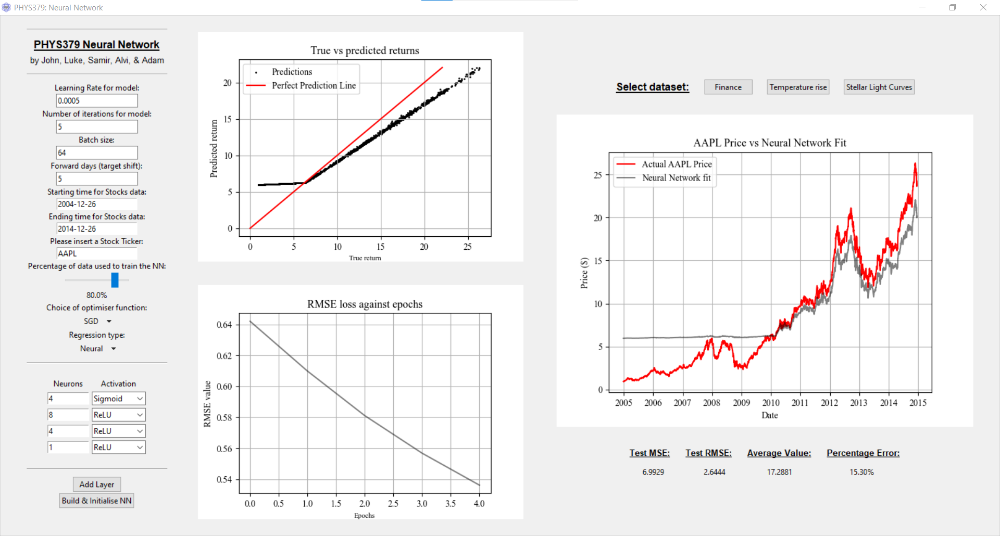 PHYS379: Neural Network
PHYS379 Neural Network
by John, Luke, Samir, Alvi, & Adam
Learning Rate for model:
0.0005
Number of iterations for model:
5
Batch size:
64
Forward days (target shift):
5
Starting time for Stocks data:
2004-12-26
Ending time for Stocks data:
2014-12-26
Please insert a Stock Ticker:
AAPL
Percentage of data used to train the NN:
80.0%
Choice of optimiser function:
SGD
Regression type:
Neural
Neurons Activation
4 Sigmoid
8 ReLU
4 ReLU
1 ReLU
Add Layer
Build & Initialise NN
True vs predicted returns
Predictions
Perfect Prediction Line
Predicted return
20
15
10
5
0
0 5 10 15 20 25
True return
RMSE loss against epochs
RMSE value
0.64
0.62
0.60
0.58
0.56
0.54
0.0 0.5 1.0 1.5 2.0 2.5 3.0 3.5 4.0
Epochs
Select dataset: Finance Temperature rise Stellar Light Curves
AAPL Price vs Neural Network Fit
Actual AAPL Price
Neural Network fit
Price ($)
25
20
15
10
5
0
2005 2006 2007 2008 2009 2010 2011 2012 2013 2014 2015
Date
Test MSE: Test RMSE: Average Value: Percentage Error:
6.9929 2.6444 17.2881 15.30%